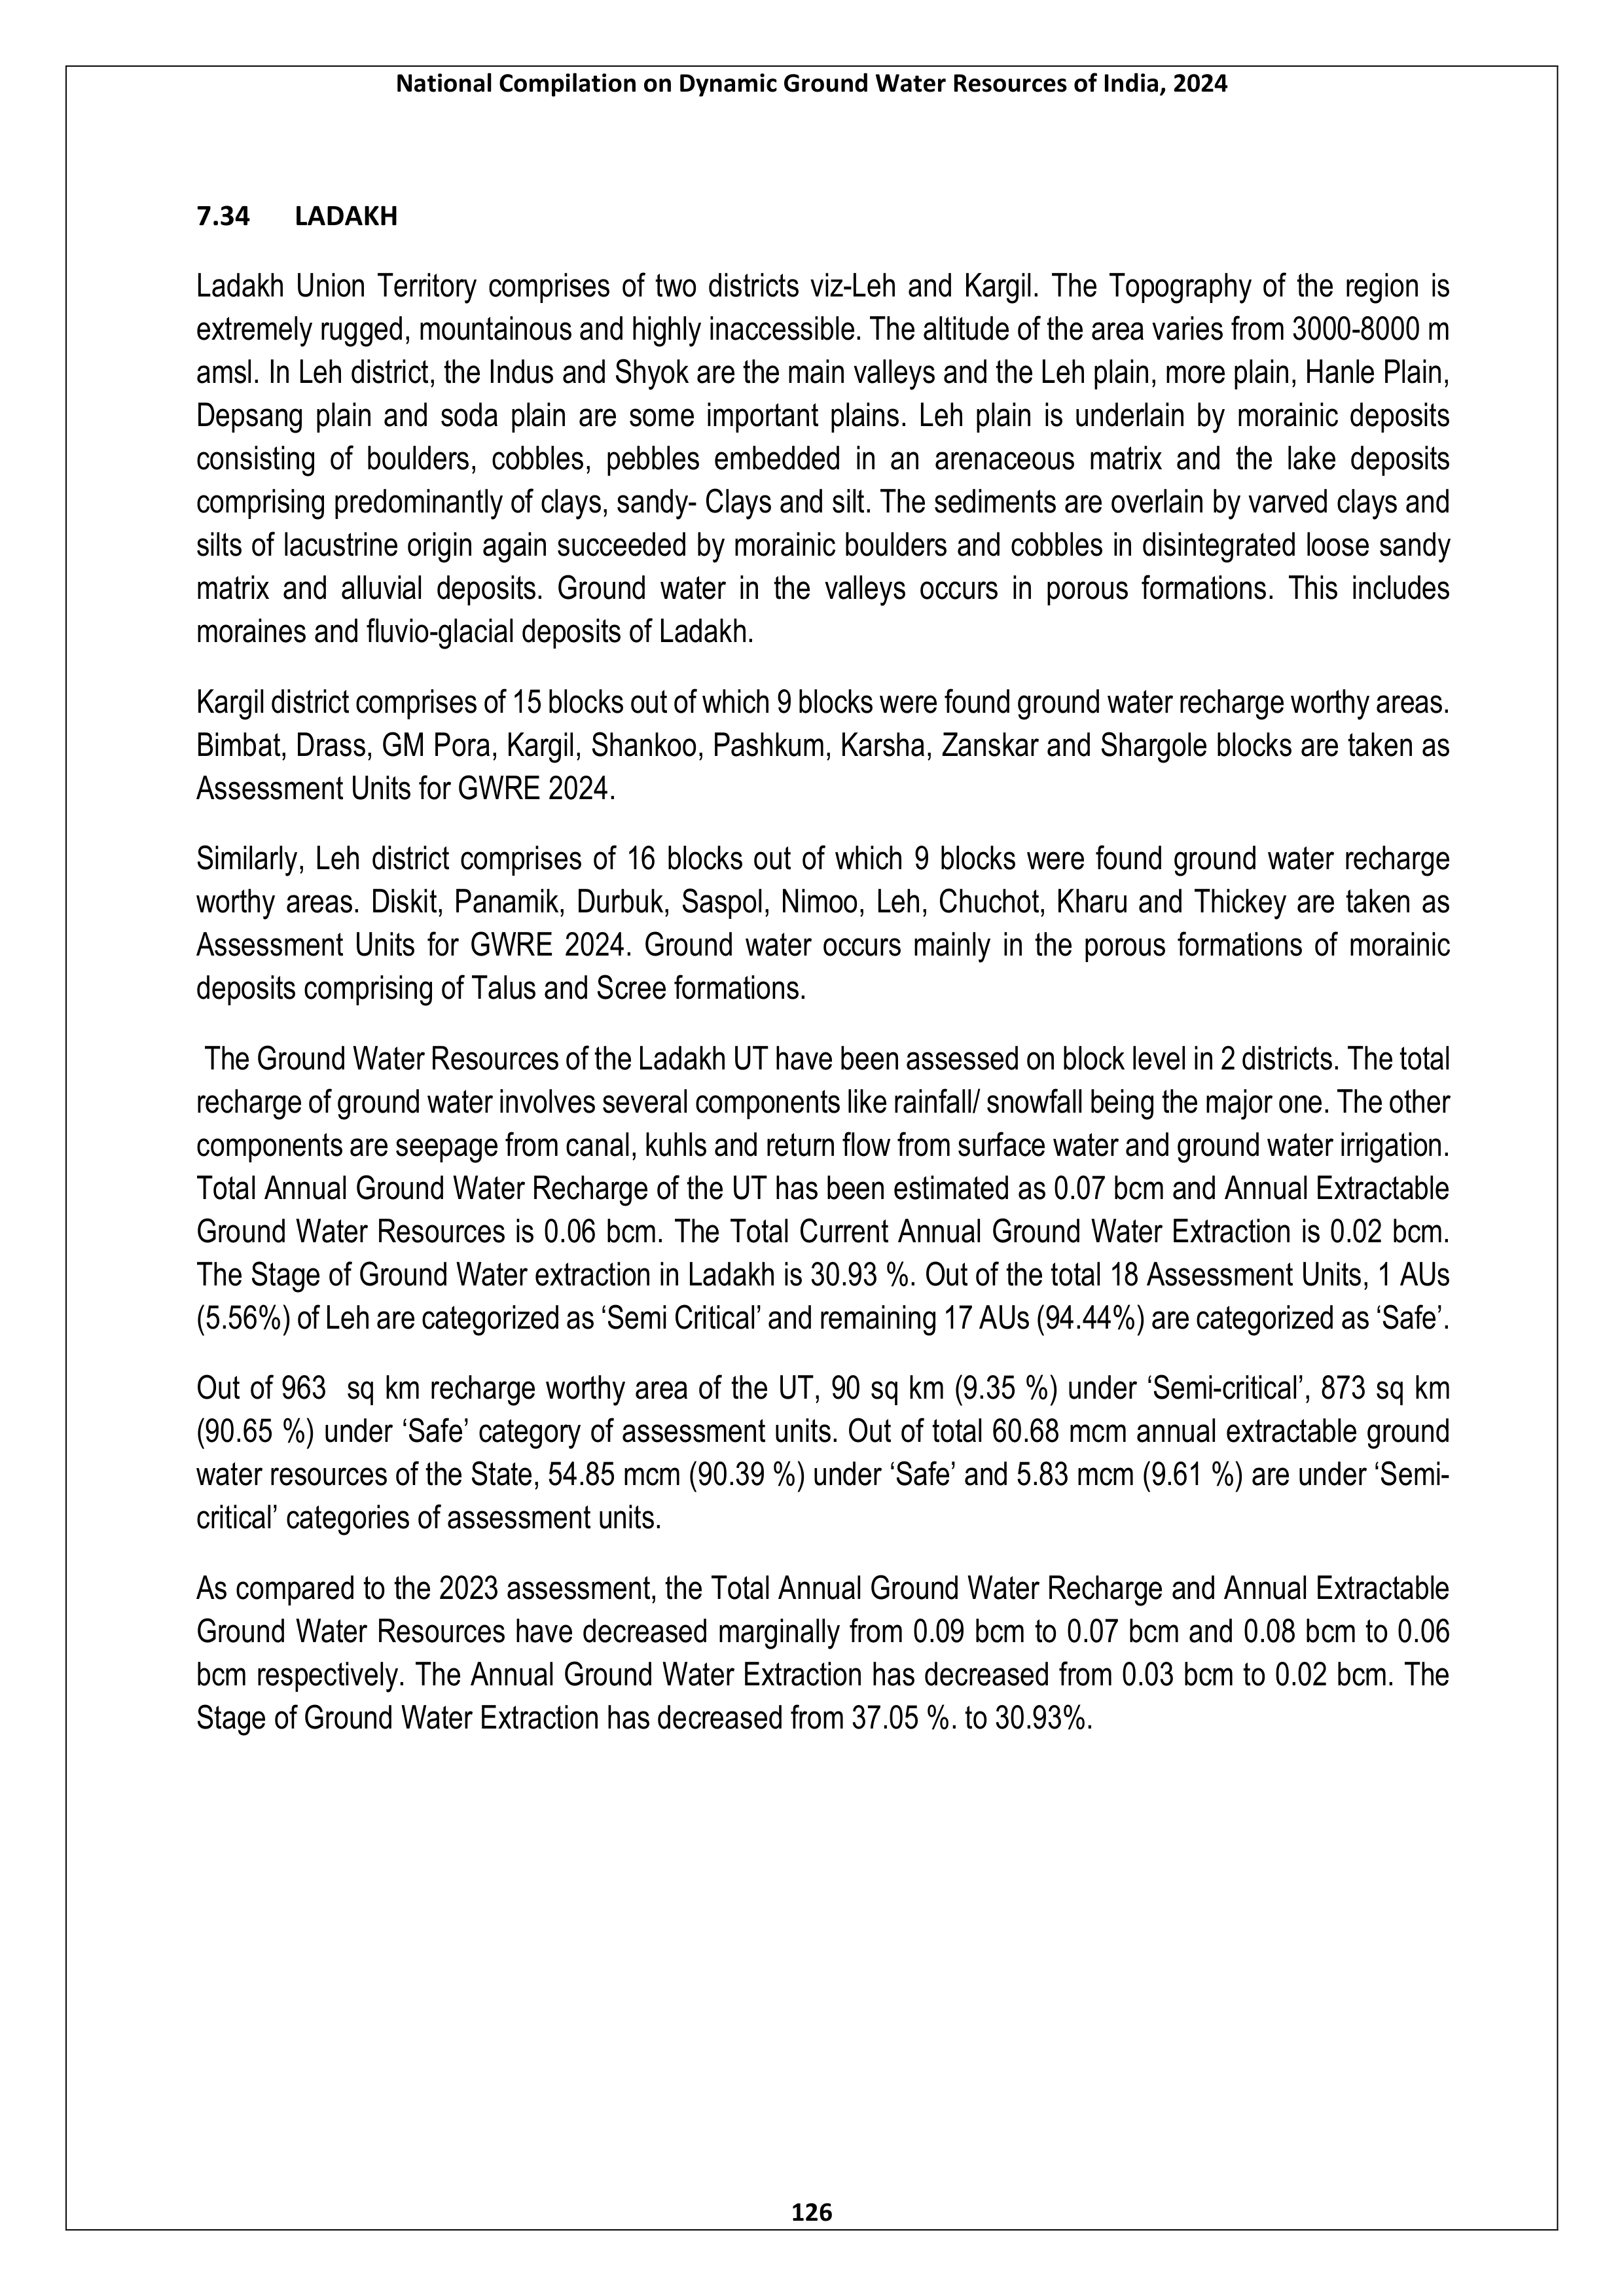 National Compilation on Dynamic Ground Water Resources of India, 2024
7.34 LADAKH
Ladakh Union Territory comprises of two districts viz-Leh and Kargil. The Topography of the region is
extremely rugged, mountainous and highly inaccessible. The altitude of the area varies from 3000-8000 m
amsl. In Leh district, the Indus and Shyok are the main valleys and the Leh plain, more plain, Hanle Plain,
Depsang plain and soda plain are some important plains. Leh plain is underlain by morainic deposits
consisting of boulders, cobbles, pebbles embedded in an arenaceous matrix and the lake deposits
comprising predominantly of clays, sandy- Clays and silt. The sediments are overlain by varved clays and
silts of lacustrine origin again succeeded by morainic boulders and cobbles in disintegrated loose sandy
matrix and alluvial deposits. Ground water in the valleys occurs in porous formations. This includes
moraines and fluvio-glacial deposits of Ladakh.
Kargil district comprises of 15 blocks out of which 9 blocks were found ground water recharge worthy areas.
Bimbat, Drass, GM Pora, Kargil, Shankoo, Pashkum, Karsha, Zanskar and Shargole blocks are taken as
Assessment Units for GWRE 2024.
Similarly, Leh district comprises of 16 blocks out of which 9 blocks were found ground water recharge
worthy areas. Diskit, Panamik, Durbuk, Saspol, Nimoo, Leh, Chuchot, Kharu and Thickey are taken as
Assessment Units for GWRE 2024. Ground water occurs mainly in the porous formations of morainic
deposits comprising of Talus and Scree formations.
The Ground Water Resources of the Ladakh UT have been assessed on block level in 2 districts. The total
recharge of ground water involves several components like rainfall/ snowfall being the major one. The other
components are seepage from canal, kuhls and return flow from surface water and ground water irrigation.
Total Annual Ground Water Recharge of the UT has been estimated as 0.07 bcm and Annual Extractable
Ground Water Resources is 0.06 bcm. The Total Current Annual Ground Water Extraction is 0.02 bcm.
The Stage of Ground Water extraction in Ladakh is 30.93 %. Out of the total 18 Assessment Units, 1 AUs
(5.56%) of Leh are categorized as ‘Semi Critical’ and remaining 17 AUs (94.44%) are categorized as ‘Safe’.
Out of 963 sq km recharge worthy area of the UT, 90 sq km (9.35 %) under ‘Semi-critical’, 873 sq km
(90.65 %) under ‘Safe’ category of assessment units. Out of total 60.68 mcm annual extractable ground
water resources of the State, 54.85 mcm (90.39 %) under ‘Safe’ and 5.83 mcm (9.61 %) are under ‘Semi-
critical’ categories of assessment units.
As compared to the 2023 assessment, the Total Annual Ground Water Recharge and Annual Extractable
Ground Water Resources have decreased marginally from 0.09 bcm to 0.07 bcm and 0.08 bcm to 0.06
bcm respectively. The Annual Ground Water Extraction has decreased from 0.03 bcm to 0.02 bcm. The
Stage of Ground Water Extraction has decreased from 37.05 %. to 30.93%.
126